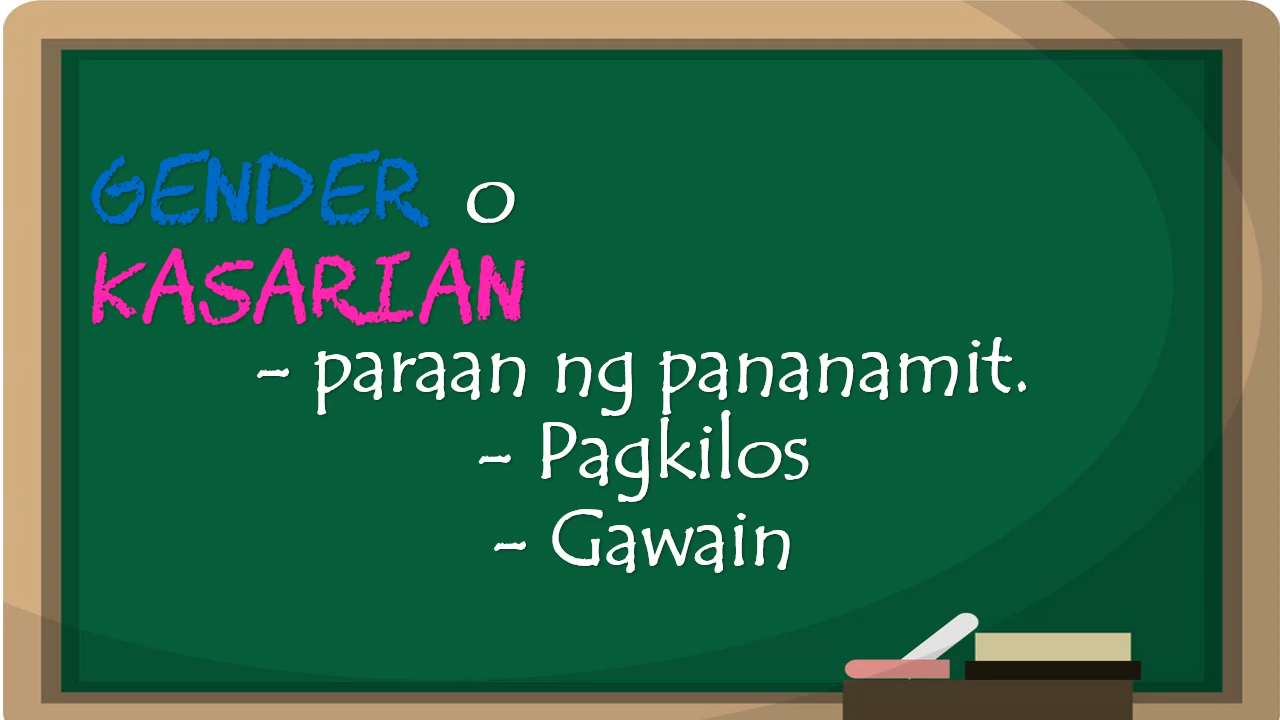 GENDER o
KASARIAN
- paraan ng pananamit.
- Pagkilos
- Gawain